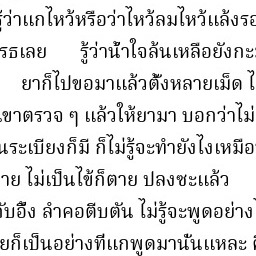 รู้ว่าแกไหว้หรือว่าไหว้ลมไหว้แล้งรอ
รธเลย รู้ว่าน้ำใจล้นเหลือยังกะ
ยาก็ไปขอมาแล้วตั้งหลายเม็ด ไ
เขาตรวจ ๆ แล้วให้ยามา บอกว่าไม่
นระเบียงก็มี ก็ไม่รู้จะทำยังไงเหมือ
าย ไม่เป็นไข้ก็ตาย ปลงซะแล้ว
งับอึ้ง ลำคอตีบตัน ไม่รู้จะพูดอย่างไ
ยก็เป็นอย่างที่แกพูดมานั่นแหละ ค